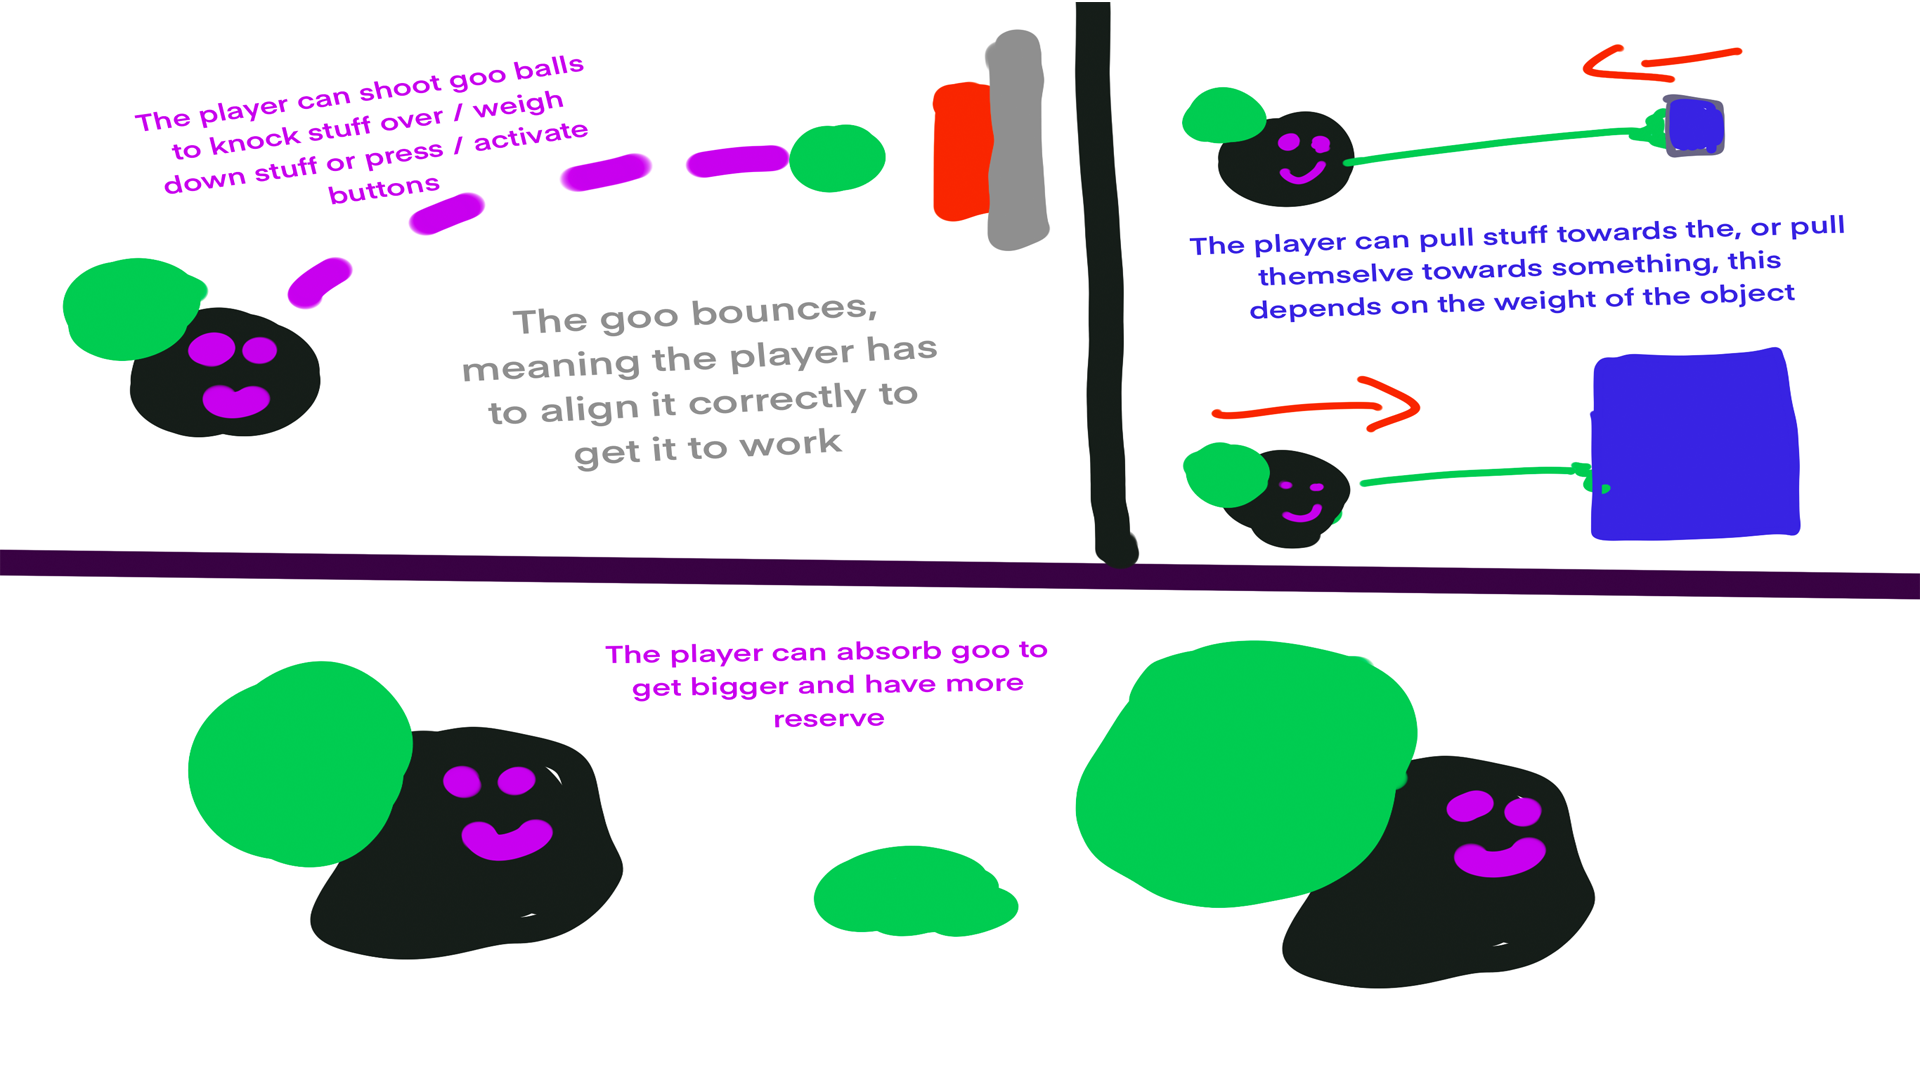 The player can shoot goo balls
to knock stuff over / weigh
down stuff or press / activate
buttons
The goo bounces,
meaning the player has
to align it correctly to
get it to work
The player can pull stuff towards the, or pull
themselve towards something, this
depends on the weight of the object
The player can absorb goo to
get bigger and have more
reserve